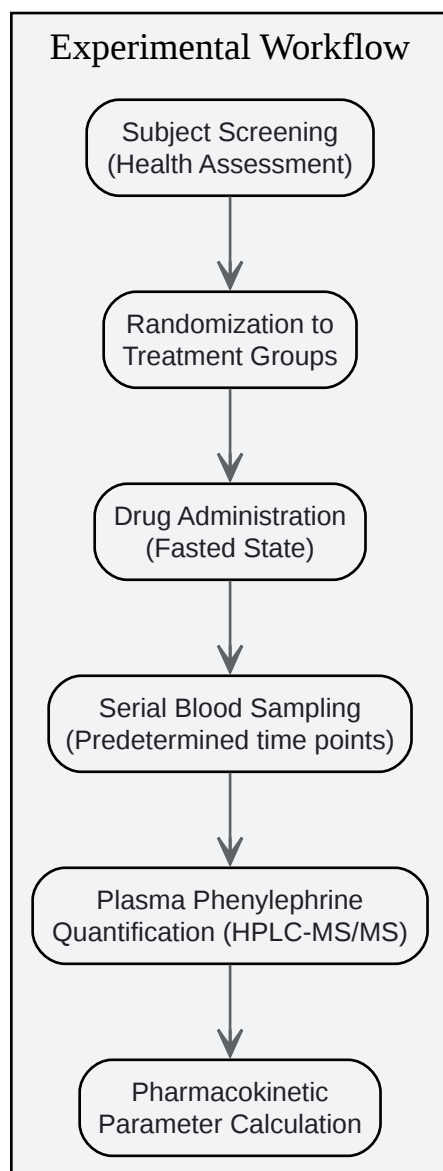 Experimental Workflow
Subject Screening
(Health Assessment)
Randomization to
Treatment Groups
Drug Administration
(Fasted State)
Serial Blood Sampling
(Predetermined time points)
Plasma Phenylephrine
Quantification (HPLC-MS/MS)
Pharmacokinetic
Parameter Calculation